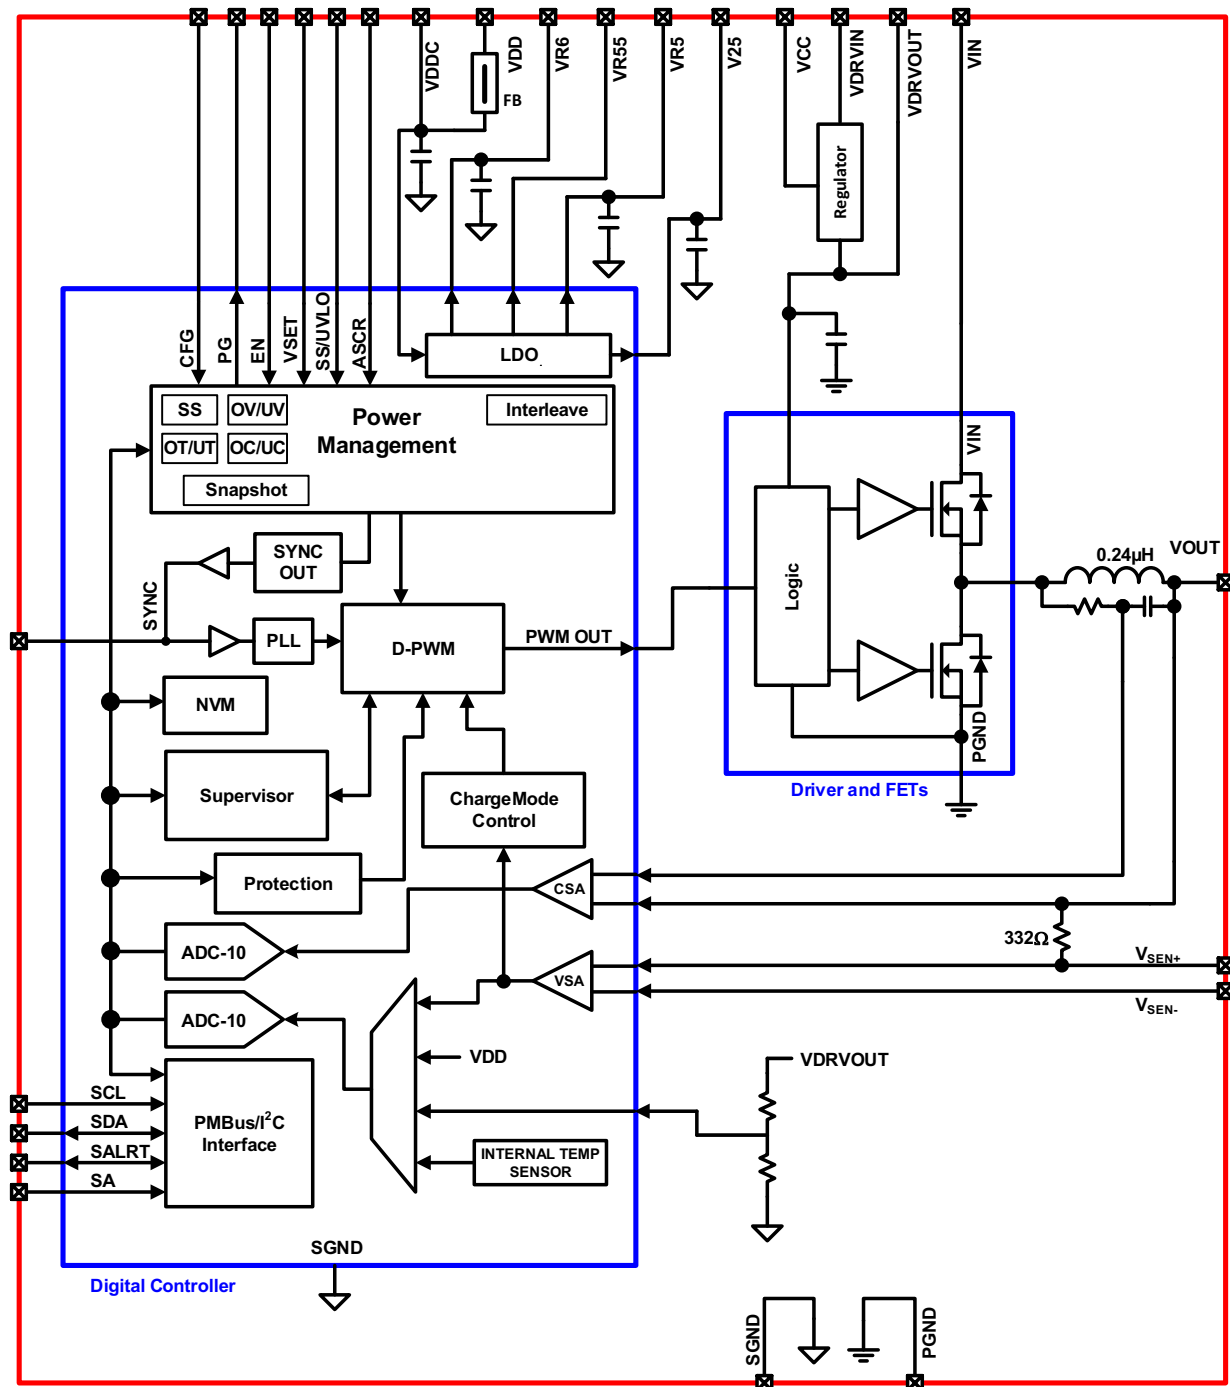 VDDC
VDD
VR6
VR55
VR5
V25
VCC
VDRVIN
VDRVOUT
VIN
FB
Regulator
CFG
PG
EN
VSET
SS/UVLO
ASCR
LDO
SS
OV/UV
Power
Management
Interleave
OT/UT
OC/UC
Snapshot
VIN
SYNC
OUT
SYNC
PLL
D-PWM
PWM OUT
Logic
0.24µH
VOUT
NVM
PGND
Supervisor
ChargeMode
Control
Driver and FETs
Protection
CSA
ADC-10
332Ω
VSEN+
VSA
VSEN-
ADC-10
VDD
VDRVOUT
SCL
SDA
SALRT
SA
PMBus/I²C
Interface
INTERNAL TEMP
SENSOR
SGND
Digital Controller
SGND
PGND